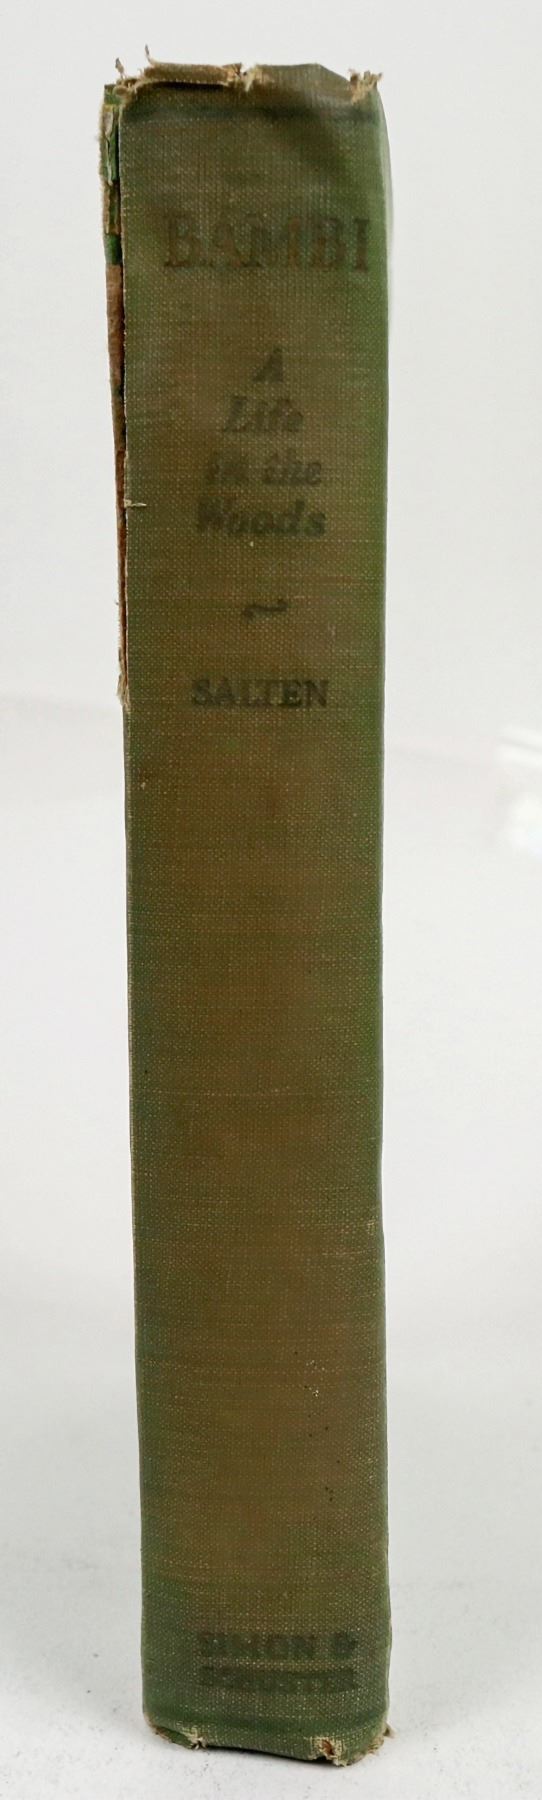 BAMBI
A
Life
in the
Woods
~
SALTEN
SIMON &
SCHUSTER